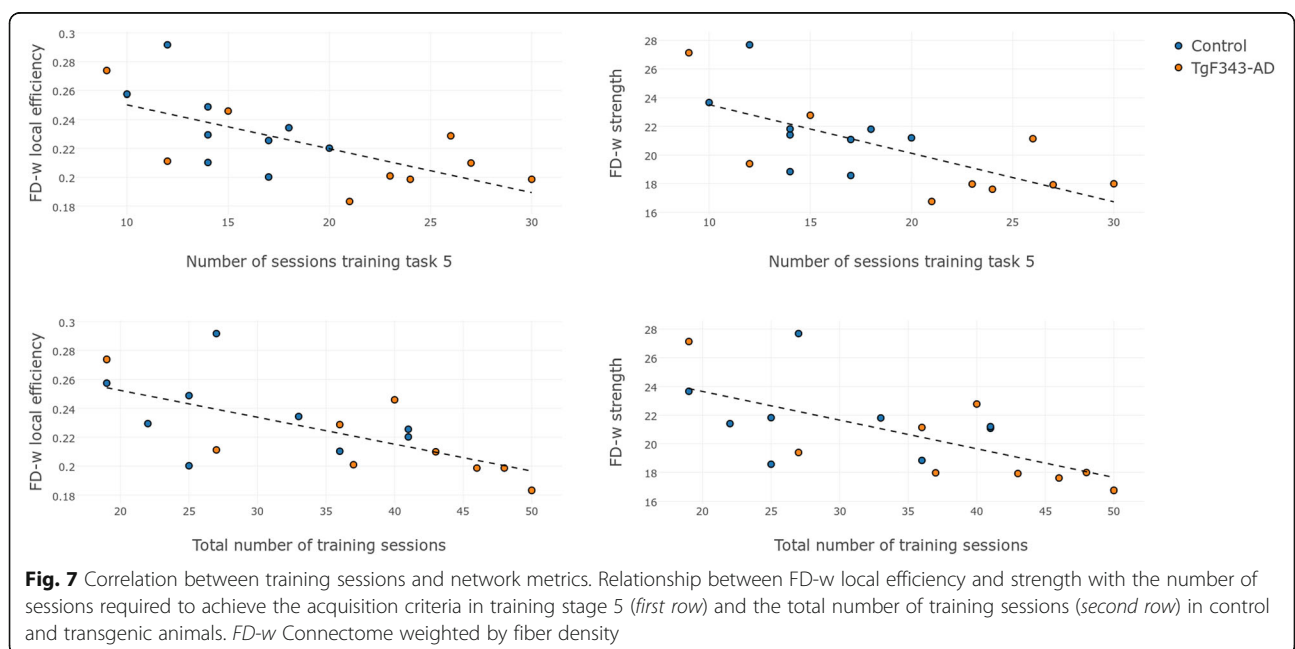 0.3
0.28
0.26
0.24
0.22
0.2
0.18
FD-w local efficiency
10 15 20 25 30
Number of sessions training task 5
28
26
24
22
20
18
16
FD-w strength
10 15 20 25 30
Number of sessions training task 5
Control
TgF343-AD
0.3
0.28
0.26
0.24
0.22
0.2
0.18
FD-w local efficiency
20 25 30 35 40 45 50
Total number of training sessions
28
26
24
22
20
18
16
FD-w strength
20 25 30 35 40 45 50
Total number of training sessions
Fig. 7 Correlation between training sessions and network metrics. Relationship between FD-w local efficiency and strength with the number of
sessions required to achieve the acquisition criteria in training stage 5 (first row) and the total number of training sessions (second row) in control
and transgenic animals. FD-w Connectome weighted by fiber density